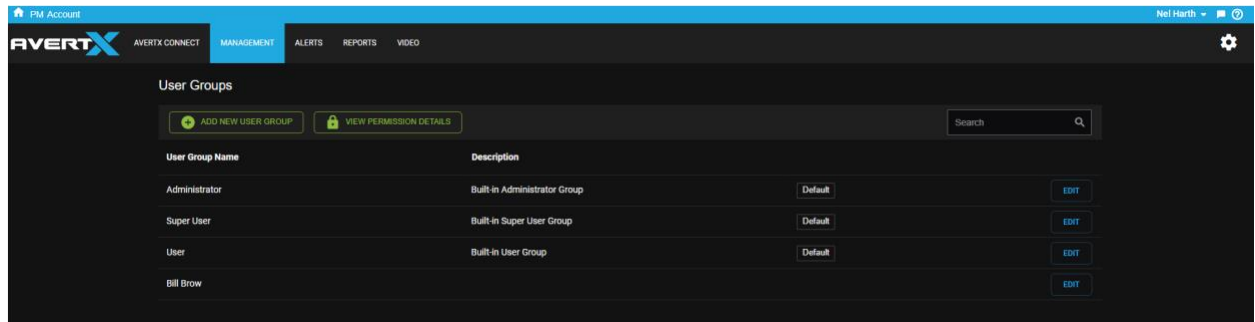 PM Account Nel Harth
AVERTX AVERTX CONNECT MANAGEMENT ALERTS REPORTS VIDEO
User Groups
ADD NEW USER GROUP VIEW PERMISSION DETAILS Search
User Group Name Description
Administrator Built-in Administrator Group Default EDIT
Super User Built-in Super User Group Default EDIT
User Built-in User Group Default EDIT
Bill Brow EDIT